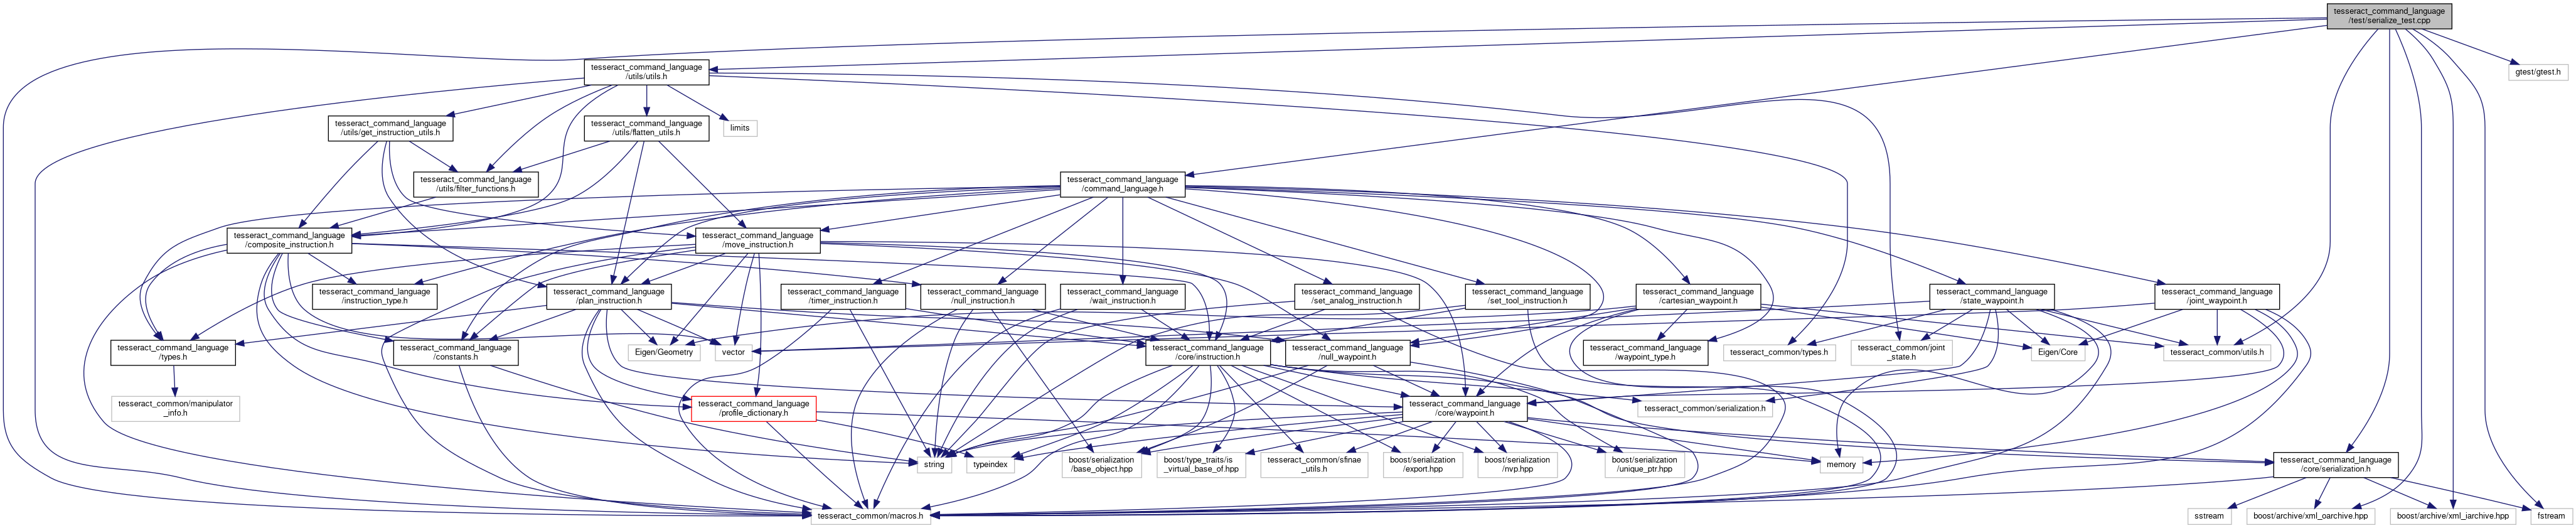 tesseract_command_language
/test/serialize_test.cpp
tesseract_command_language
/utils/utils.h
gtest/gtest.h
tesseract_command_language
/utils/get_instruction_utils.h
tesseract_command_language
/utils/flatten_utils.h
limits
tesseract_command_language
/utils/filter_functions.h
tesseract_command_language
/command_language.h
tesseract_command_language
/composite_instruction.h
tesseract_command_language
/move_instruction.h
tesseract_command_language
/instruction_type.h
tesseract_command_language
/plan_instruction.h
tesseract_command_language
/timer_instruction.h
tesseract_command_language
/null_instruction.h
tesseract_command_language
/wait_instruction.h
tesseract_command_language
/set_analog_instruction.h
tesseract_command_language
/set_tool_instruction.h
tesseract_command_language
/cartesian_waypoint.h
tesseract_command_language
/state_waypoint.h
tesseract_command_language
/joint_waypoint.h
tesseract_command_language
/types.h
tesseract_command_language
/constants.h
Eigen/Geometry
vector
tesseract_command_language
/core/instruction.h
tesseract_command_language
/null_waypoint.h
tesseract_command_language
/waypoint_type.h
tesseract_common/types.h
tesseract_common/joint
_state.h
Eigen/Core
tesseract_common/utils.h
tesseract_common/manipulator
_info.h
tesseract_command_language
/profile_dictionary.h
tesseract_command_language
/core/waypoint.h
tesseract_common/serialization.h
string
typeindex
boost/serialization
/base_object.hpp
boost/type_traits/is
_virtual_base_of.hpp
tesseract_common/sfinae
_utils.h
boost/serialization
/export.hpp
boost/serialization
/nvp.hpp
boost/serialization
/unique_ptr.hpp
memory
tesseract_command_language
/core/serialization.h
tesseract_common/macros.h
sstream
boost/archive/xml_oarchive.hpp
boost/archive/xml_iarchive.hpp
fstream